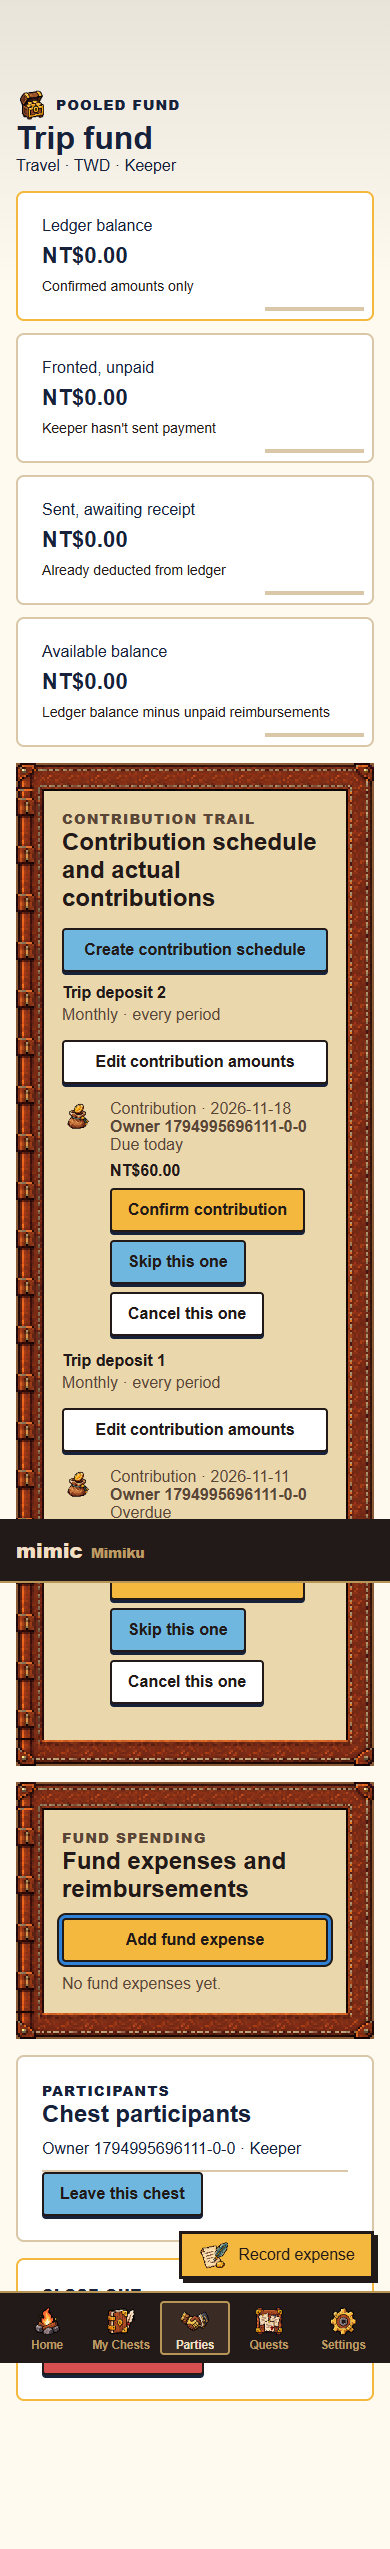 POOLED FUND
Trip fund
Travel · TWD · Keeper
Ledger balance
NT$0.00
Confirmed amounts only
Fronted, unpaid
NT$0.00
Keeper hasn't sent payment
Sent, awaiting receipt
NT$0.00
Already deducted from ledger
Available balance
NT$0.00
Ledger balance minus unpaid reimbursements
CONTRIBUTION TRAIL
Contribution schedule
and actual
contributions
Create contribution schedule
Trip deposit 2
Monthly · every period
Edit contribution amounts
Contribution · 2026-11-18
Owner 1794995696111-0-0
Due today
NT$60.00
Confirm contribution
Skip this one
Cancel this one
Trip deposit 1
Monthly · every period
Edit contribution amounts
Contribution · 2026-11-11
Owner 1794995696111-0-0
Overdue
mimic Mimiku
Skip this one
Cancel this one
FUND SPENDING
Fund expenses and
reimbursements
Add fund expense
No fund expenses yet.
PARTICIPANTS
Chest participants
Owner 1794995696111-0-0 · Keeper
Leave this chest
Record expense
Home My Chests Parties Quests Settings